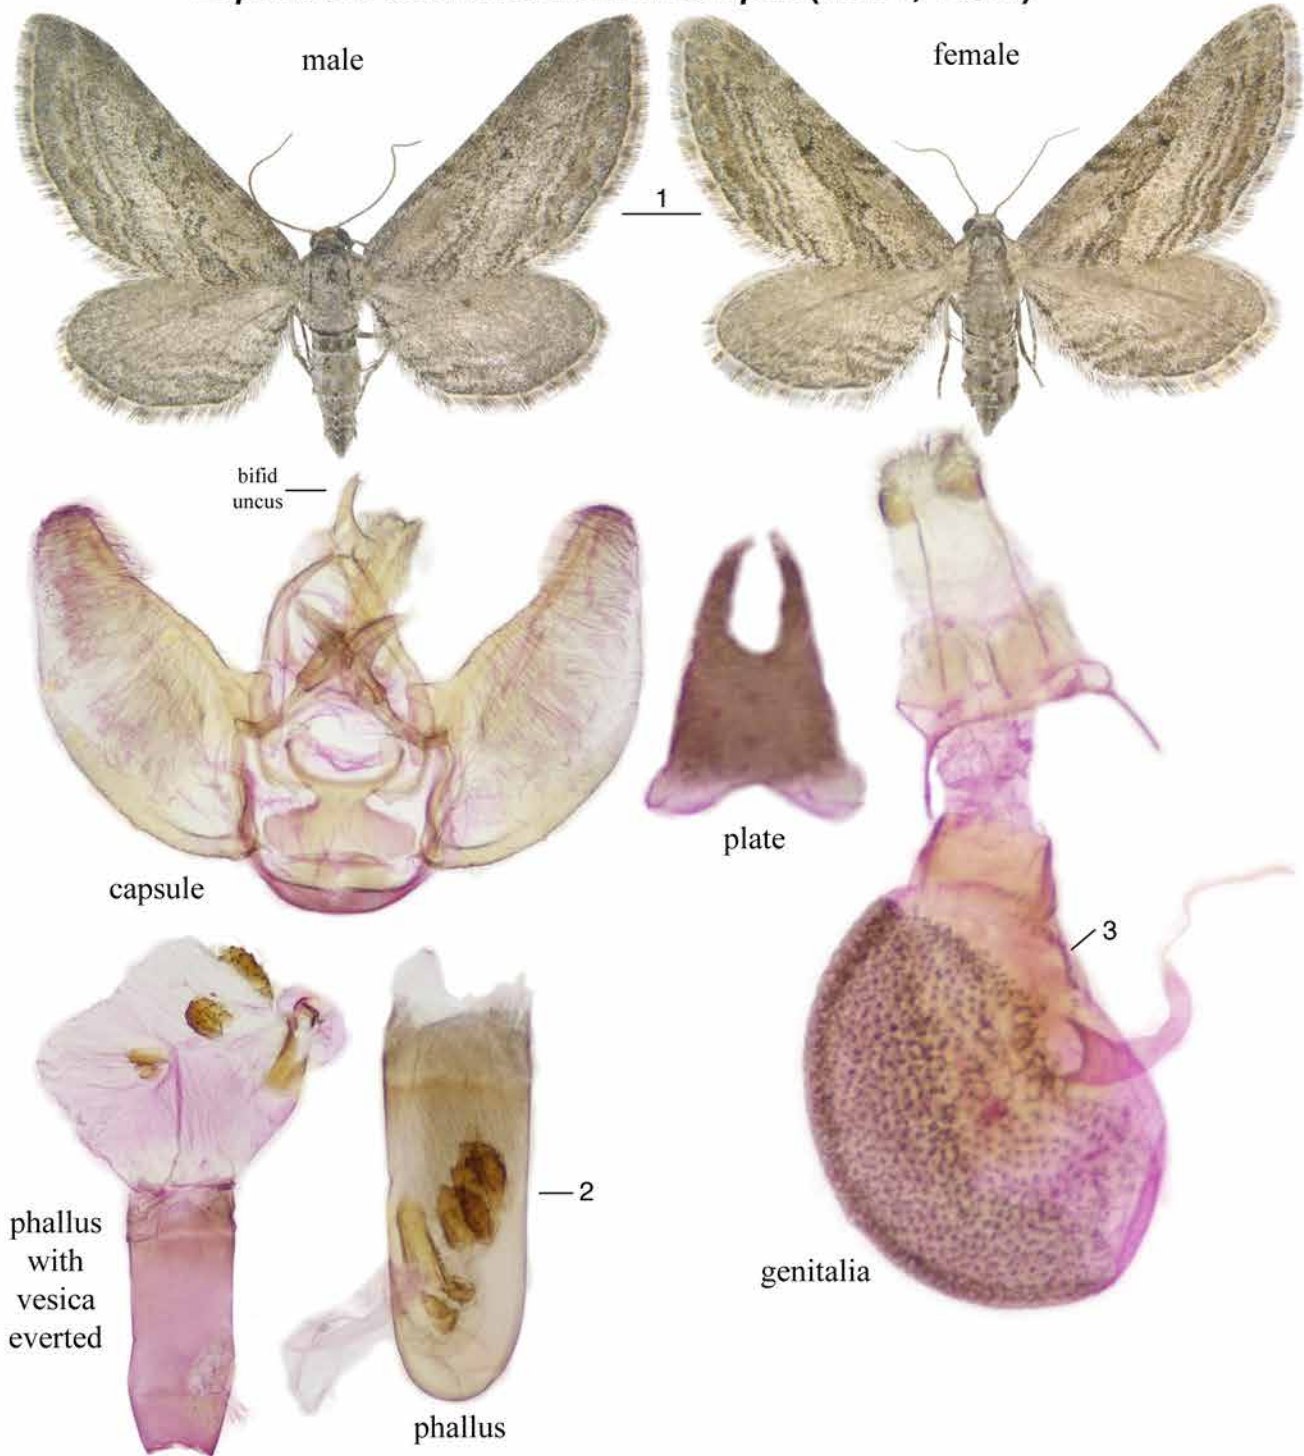 male
female
1
bifid
uncus
plate
capsule
3
2
phallus
with
vesica
everted
genitalia
phallus